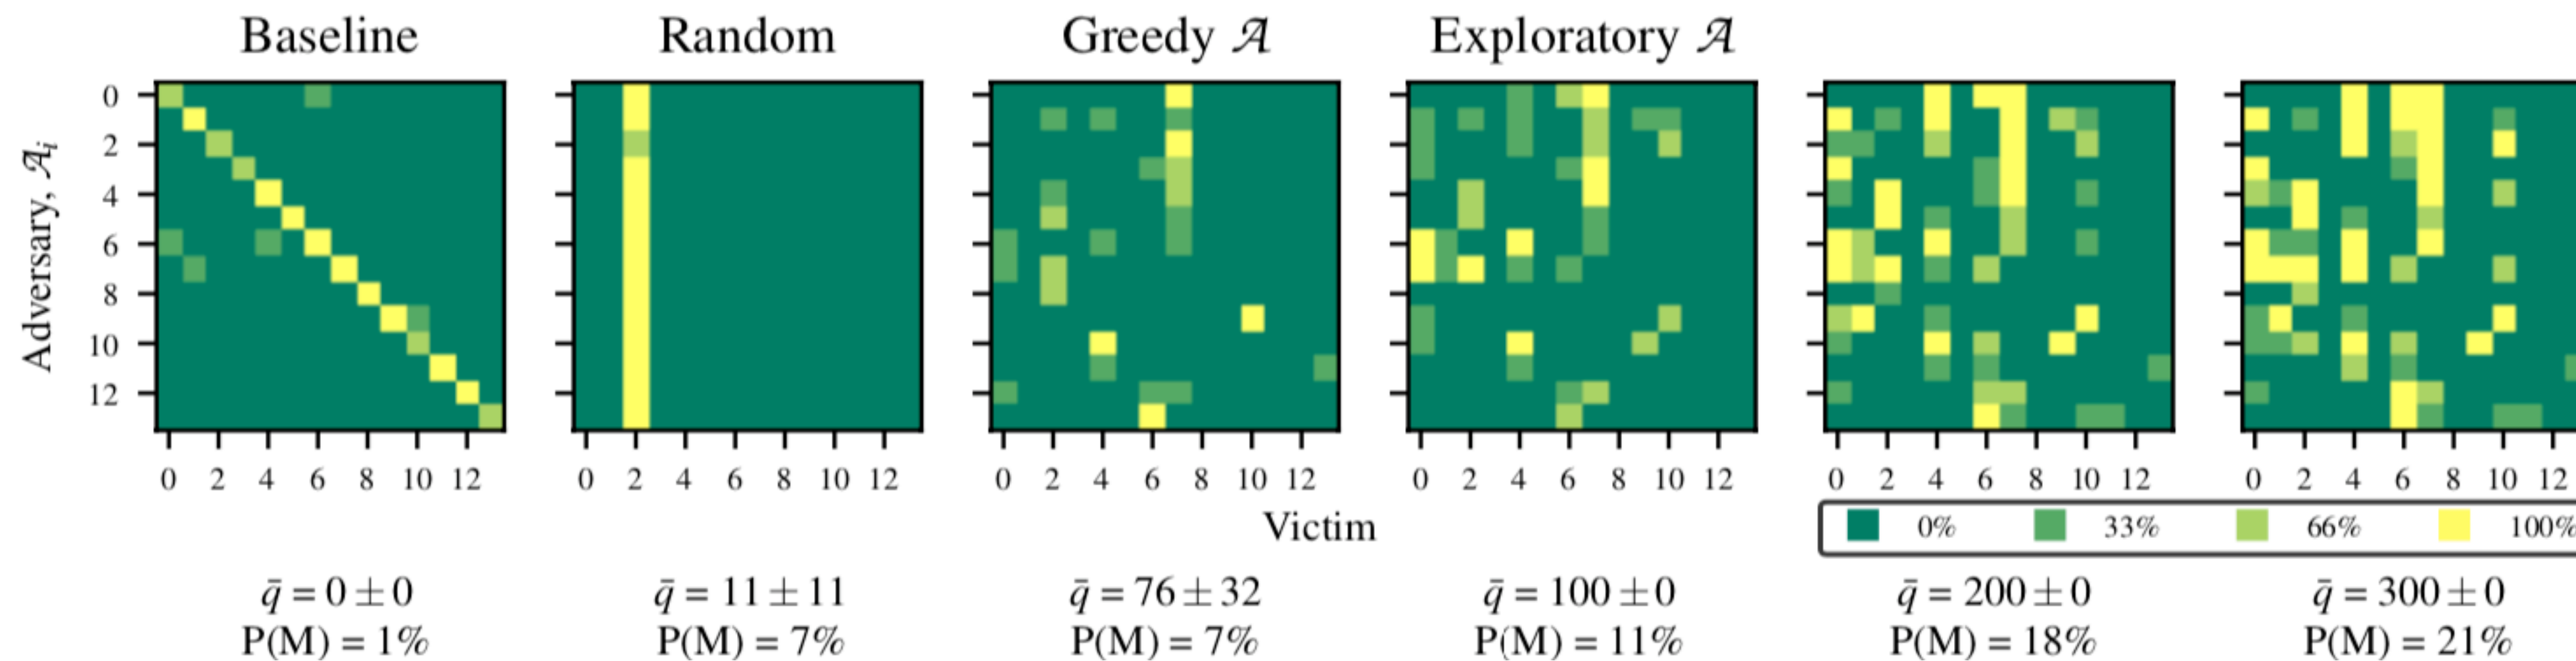 Baseline Random Greedy 𝒜 Exploratory 𝒜
Adversary, 𝒜ᵢ
0
2
4
6
8
10
12
0 2 4 6 8 10 12 0 2 4 6 8 10 12 0 2 4 6 8 10 12 0 2 4 6 8 10 12 0 2 4 6 8 10 12 0 2 4 6 8 10 12
Victim
0% 33% 66% 100%
q̄ = 0 ± 0 q̄ = 11 ± 11 q̄ = 76 ± 32 q̄ = 100 ± 0 q̄ = 200 ± 0 q̄ = 300 ± 0
P(M) = 1% P(M) = 7% P(M) = 7% P(M) = 11% P(M) = 18% P(M) = 21%